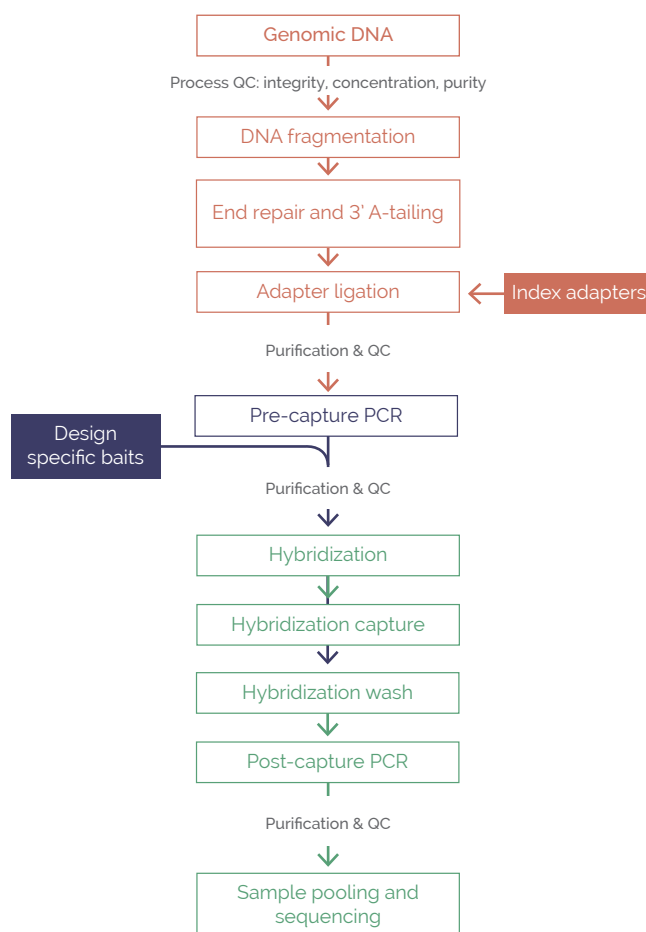 Genomic DNA
Process QC: integrity, concentration, purity
DNA fragmentation
End repair and 3' A-tailing
Adapter ligation
Index adapters
Purification & QC
Pre-capture PCR
Design
specific baits
Purification & QC
Hybridization
Hybridization capture
Hybridization wash
Post-capture PCR
Purification & QC
Sample pooling and
sequencing